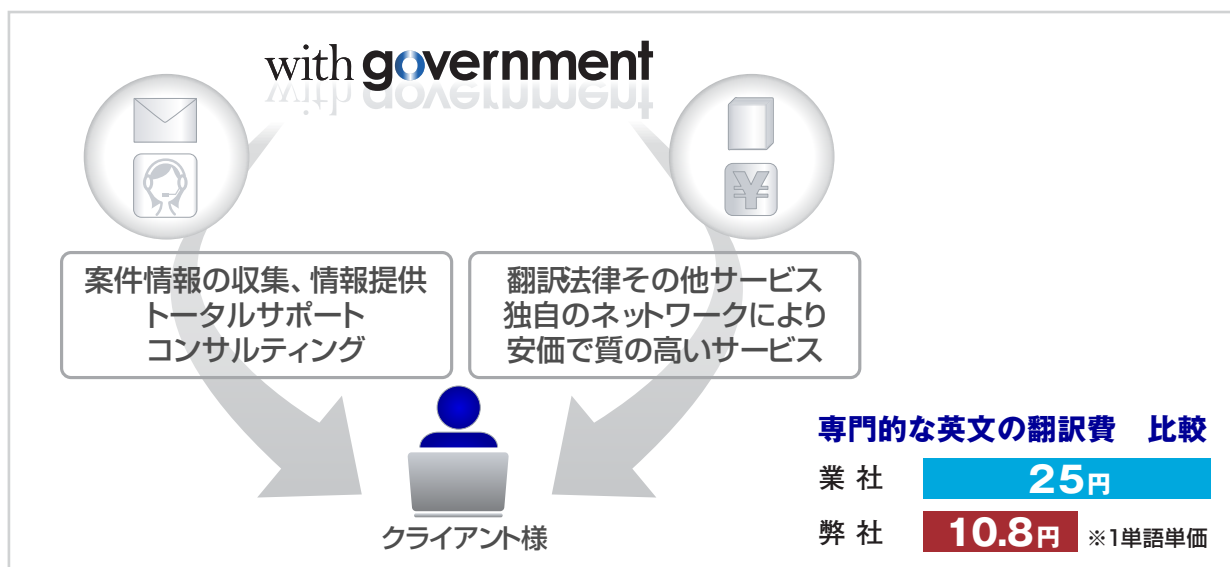 with government
案件情報の収集、情報提供
トータルサポート
コンサルティング
翻訳法律その他サービス
独自のネットワークにより
安価で質の高いサービス
クライアント様
専門的な英文の翻訳費　比較
業 社 25円
弊 社 10.8円 ※1単語単価